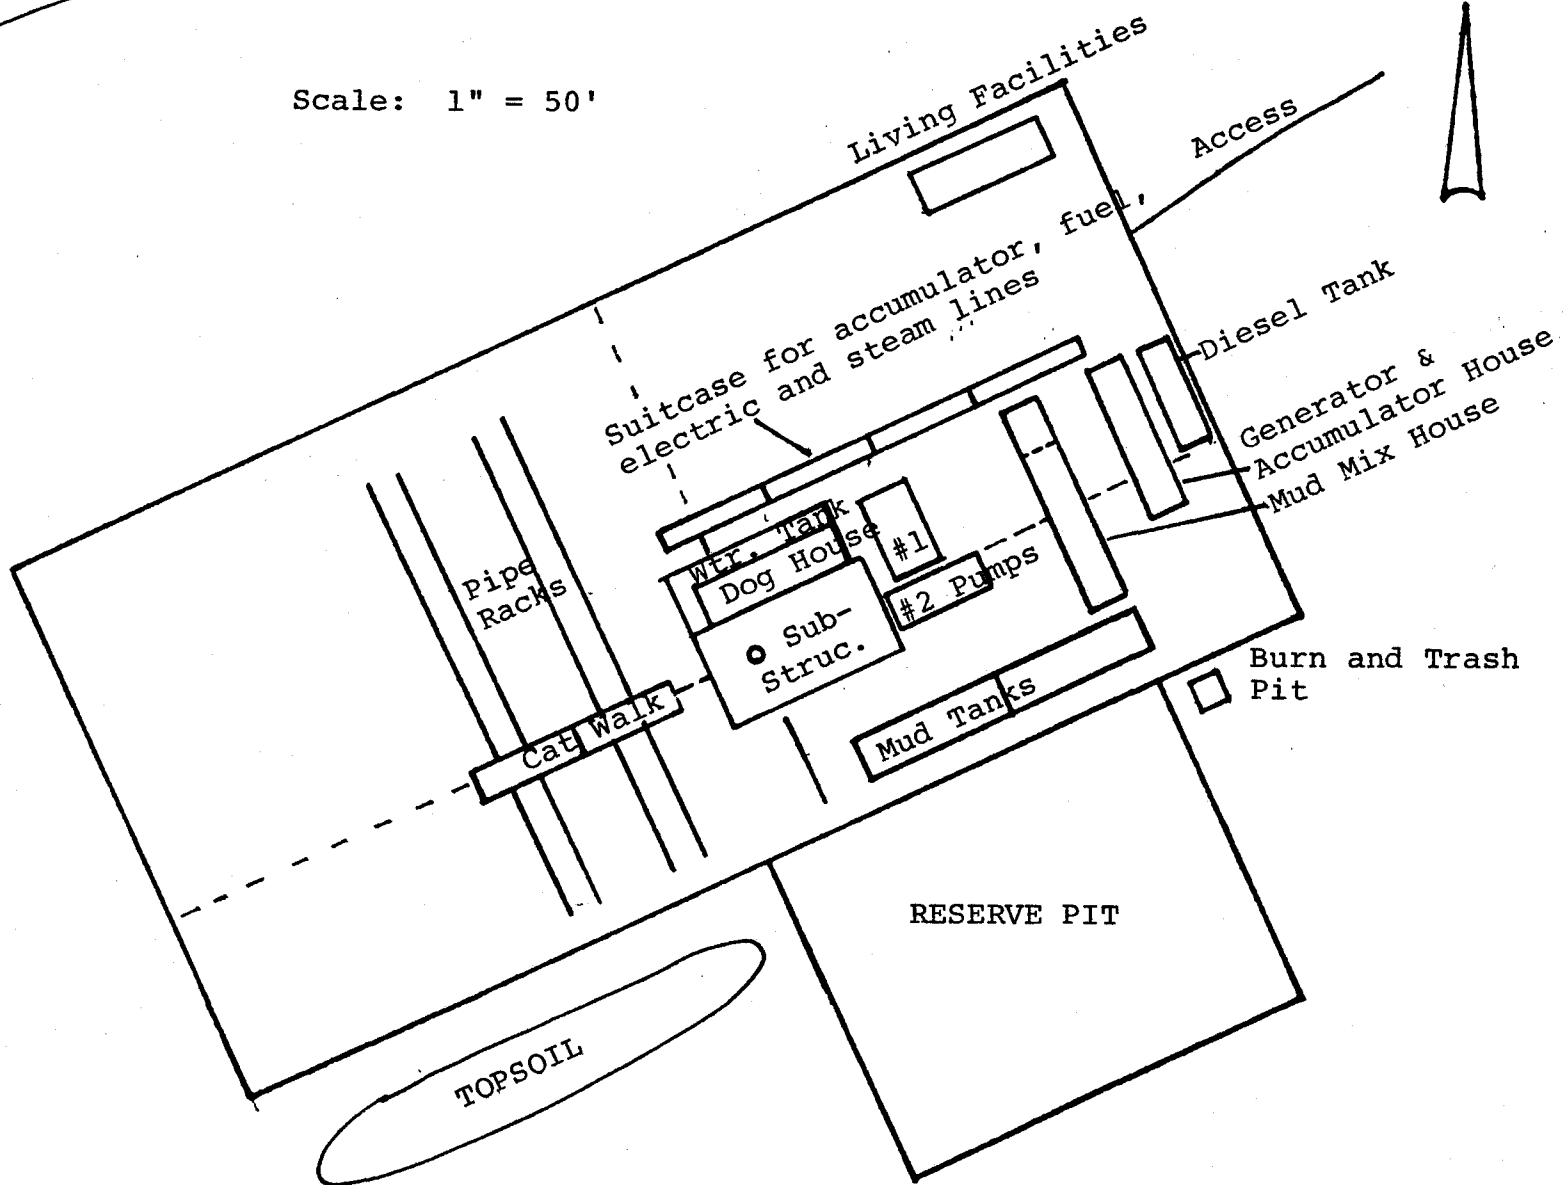 Scale: 1" = 50'
Living Facilities
Access
Suitcase for accumulator, fuel,
electric and steam lines
Diesel Tank
Generator &
Accumulator House
Mud Mix House
Wtr. Tank
Dog House
#1
#2 Pumps
Pipe
Racks
Sub-
Struc.
Cat Walk
Mud Tanks
Burn and Trash
Pit
RESERVE PIT
TOPSOIL